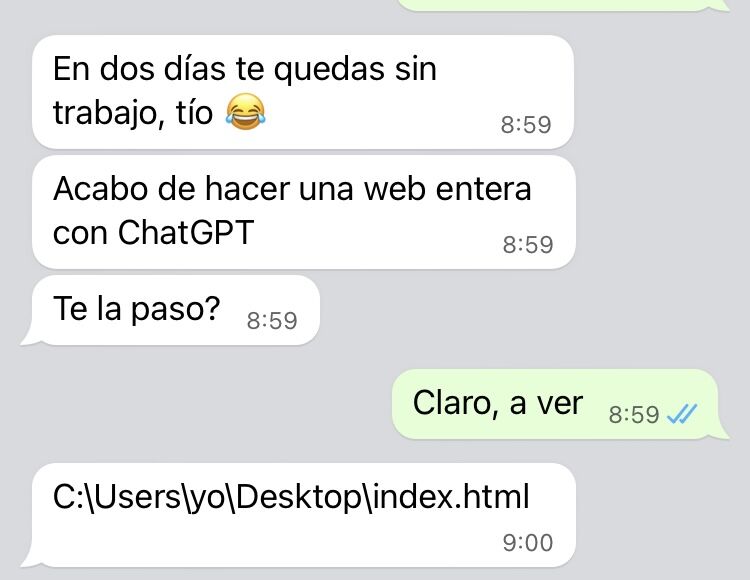 En dos días te quedas sin
trabajo, tío 😂
8:59
Acabo de hacer una web entera
con ChatGPT
8:59
Te la paso? 8:59
Claro, a ver 8:59
C:\Users\yo\Desktop\index.html
9:00